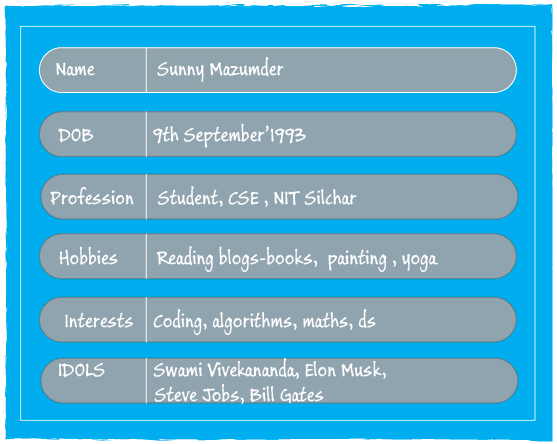 Name Sunny Mazumder
DOB 9th September'1993
Profession Student, CSE , NIT Silchar
Hobbies Reading blogs-books, painting , yoga
Interests Coding, algorithms, maths, ds
IDOLS Swami Vivekananda, Elon Musk,
Steve Jobs, Bill Gates